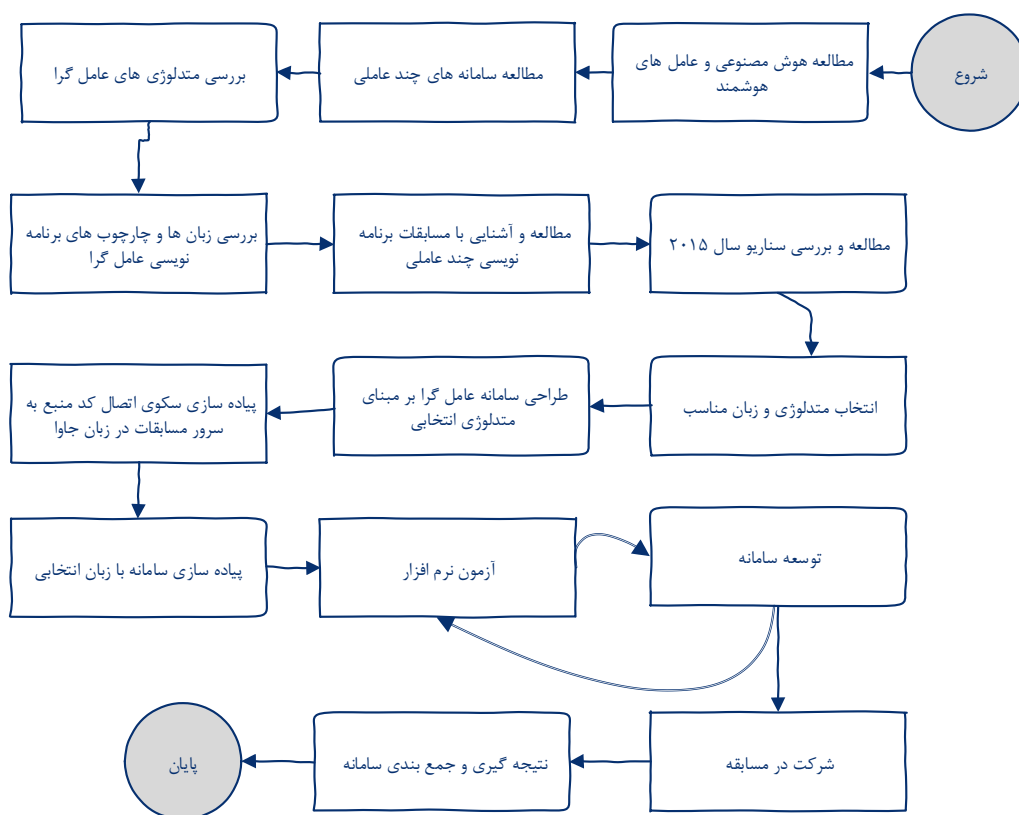 شروع
مطالعه هوش مصنوعی و عامل های
هوشمند
مطالعه سامانه های چند عاملی
بررسی متدلوژی های عامل گرا
بررسی زبان ها و چارچوب های برنامه
نویسی عامل گرا
مطالعه و آشنایی با مسابقات برنامه
نویسی چند عاملی
مطالعه و بررسی سناریو سال ۲۰۱۵
انتخاب متدلوژی و زبان مناسب
طراحی سامانه عامل گرا بر مبنای
متدلوژی انتخابی
پیاده سازی سکوی اتصال کد منبع به
سرور مسابقات در زبان جاوا
پیاده سازی سامانه با زبان انتخابی
آزمون نرم افزار
توسعه سامانه
شرکت در مسابقه
نتیجه گیری و جمع بندی سامانه
پایان